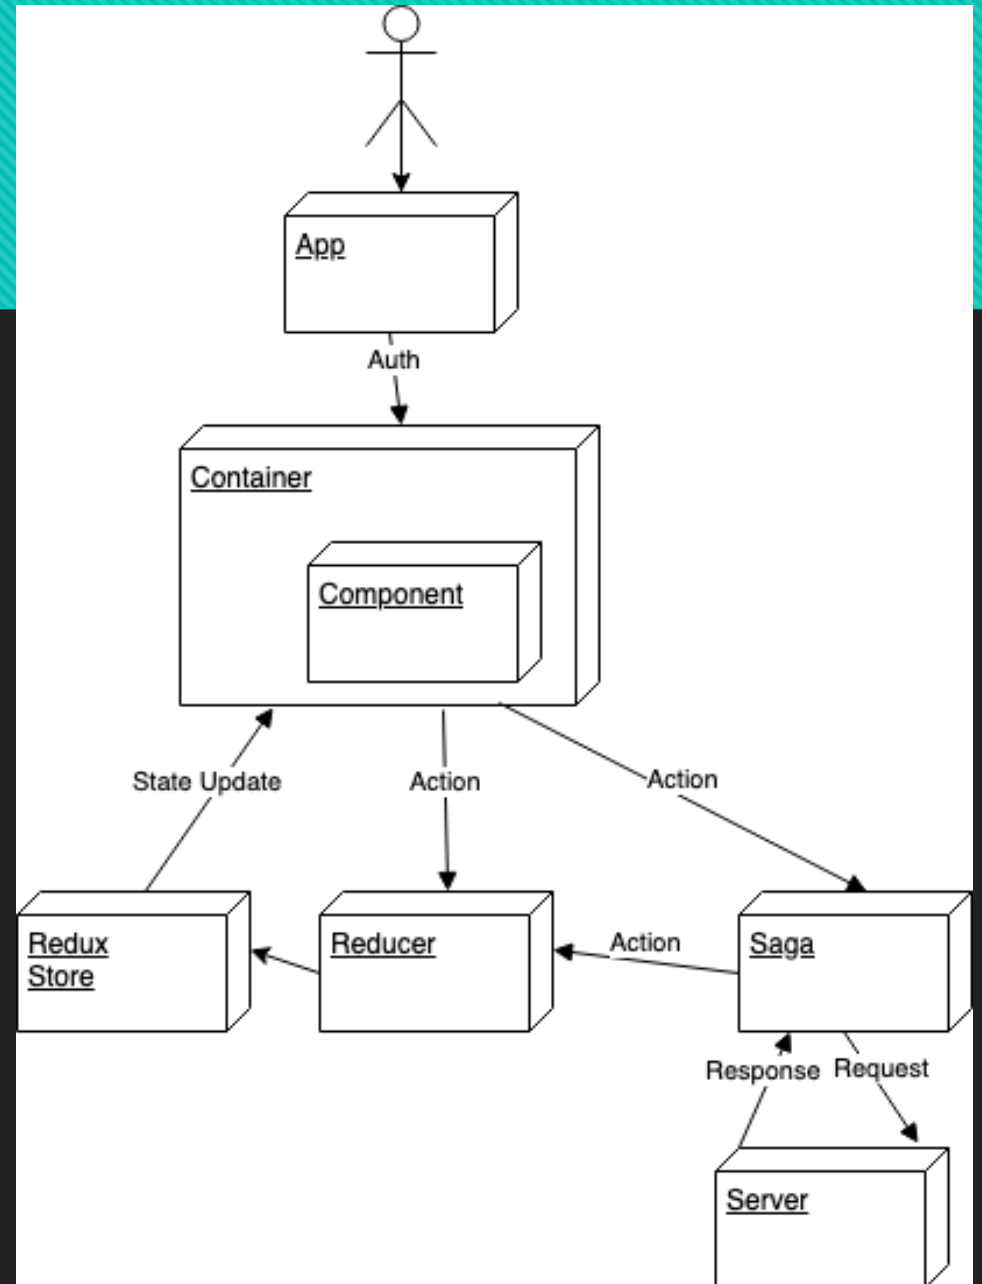 App
Auth
Container
Component
State Update
Action
Action
Redux
Store
Reducer
Action
Saga
Response
Request
Server